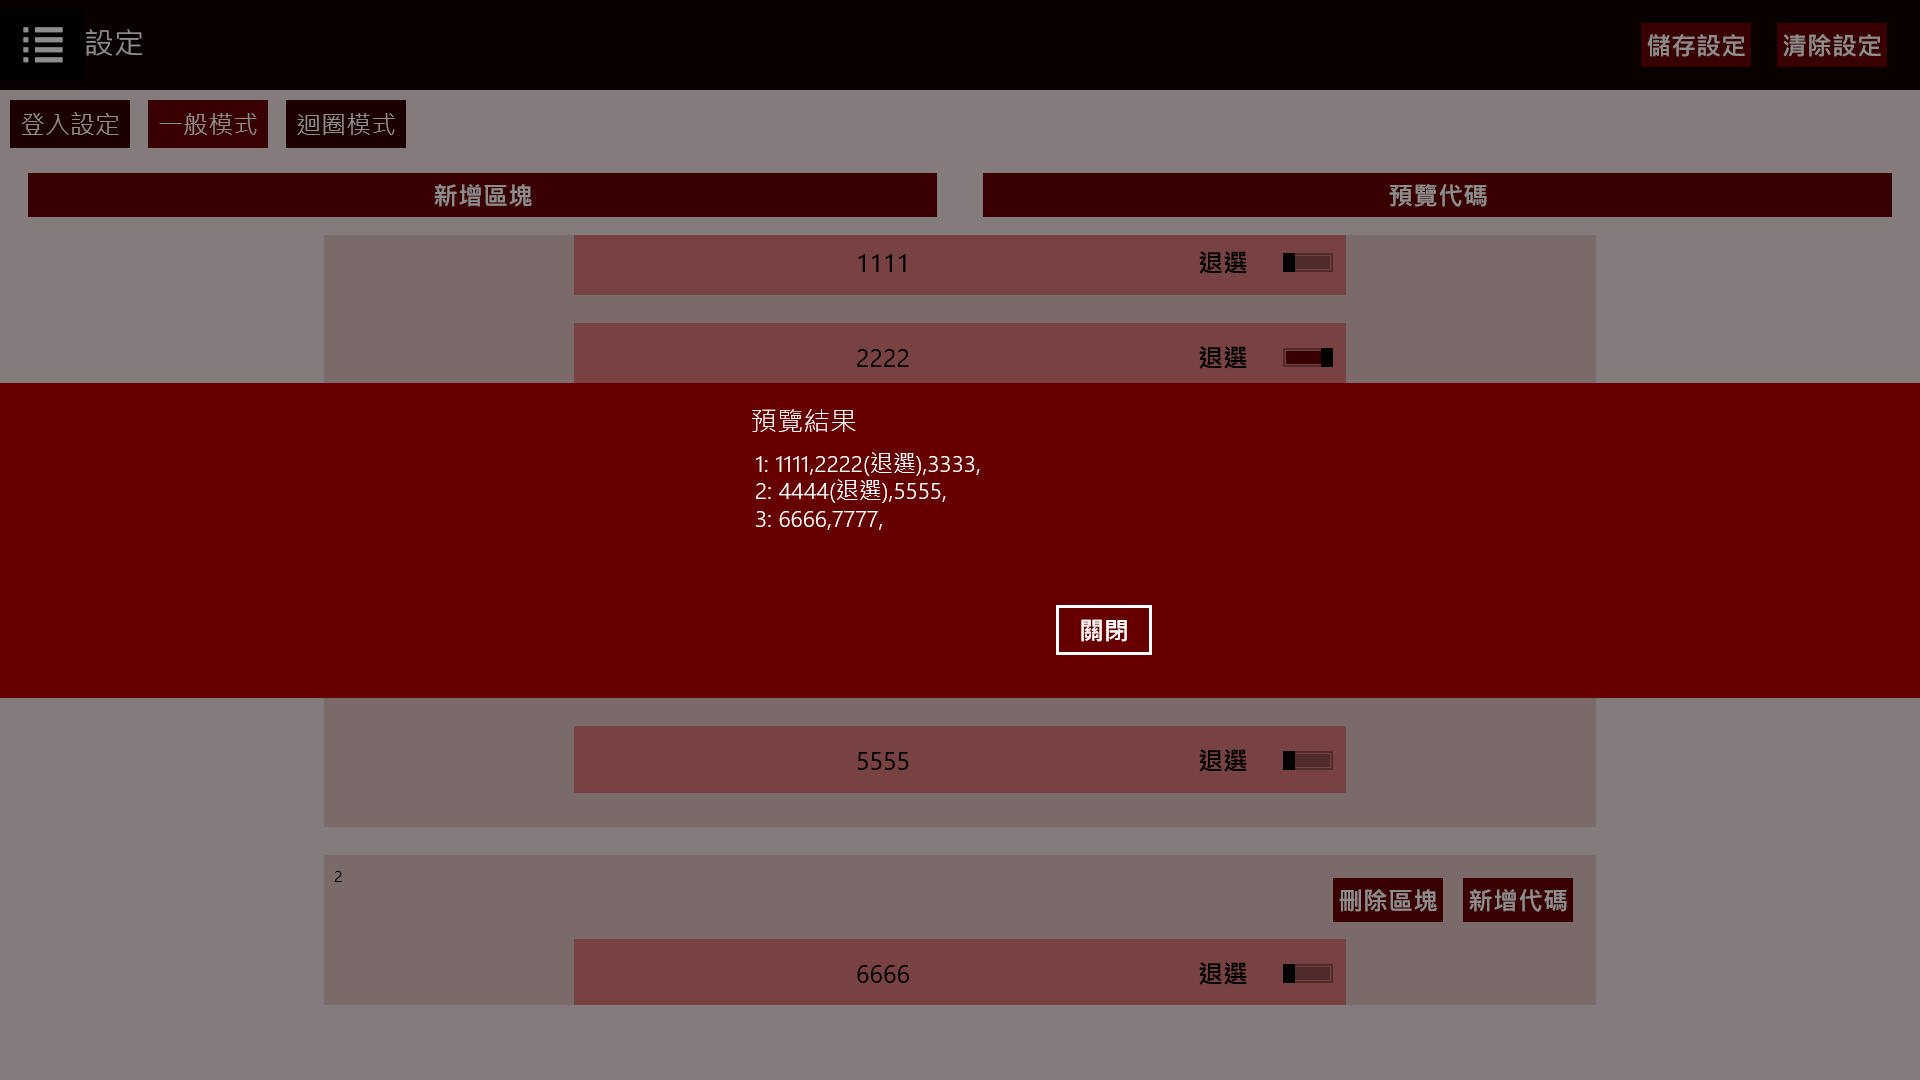 設定
儲存設定
清除設定
登入設定
一般模式
迴圈模式
新增區塊
預覽代碼
1111
退選
2222
退選
預覽結果
1: 1111,2222(退選),3333,
2: 4444(退選),5555,
3: 6666,7777,
關閉
5555
退選
2
刪除區塊
新增代碼
6666
退選